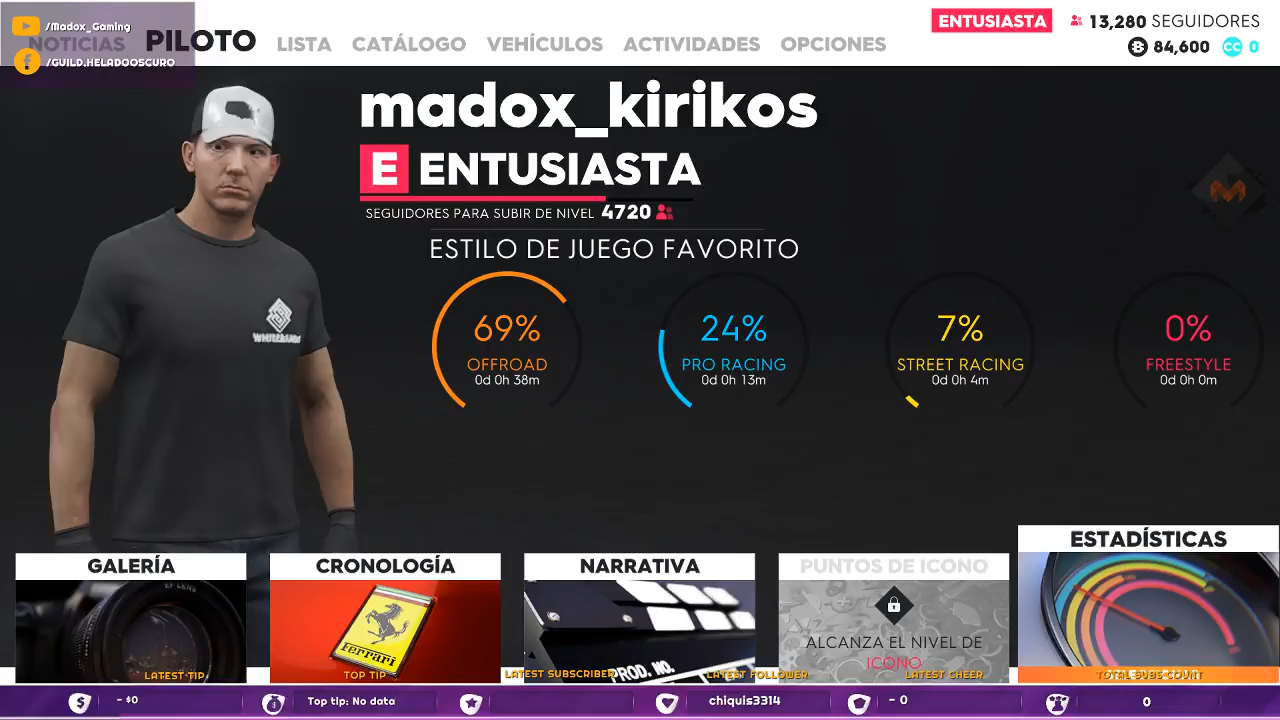 /Madox_Gaming
NOTICIAS PILOTO LISTA CATÁLOGO VEHÍCULOS ACTIVIDADES OPCIONES
/GUILD.HELADOOSCURO
ENTUSIASTA 13,280 SEGUIDORES
84,600 CC 0
madox_kirikos
E ENTUSIASTA
SEGUIDORES PARA SUBIR DE NIVEL 4720
ESTILO DE JUEGO FAVORITO
69% 24% 7% 0%
OFFROAD PRO RACING STREET RACING FREESTYLE
0d 0h 38m 0d 0h 13m 0d 0h 4m 0d 0h 0m
WHITEBANDS
GALERÍA CRONOLOGÍA NARRATIVA PUNTOS DE ICONO ESTADÍSTICAS
EF LENS
Ferrari
PROD. NO.
ALCANZA EL NIVEL DE
ICONO
LATEST TIP TOP TIP LATEST SUBSCRIBER LATEST FOLLOWER LATEST CHEER
- $0 Top tip: No data chiquis3314 - 0 0